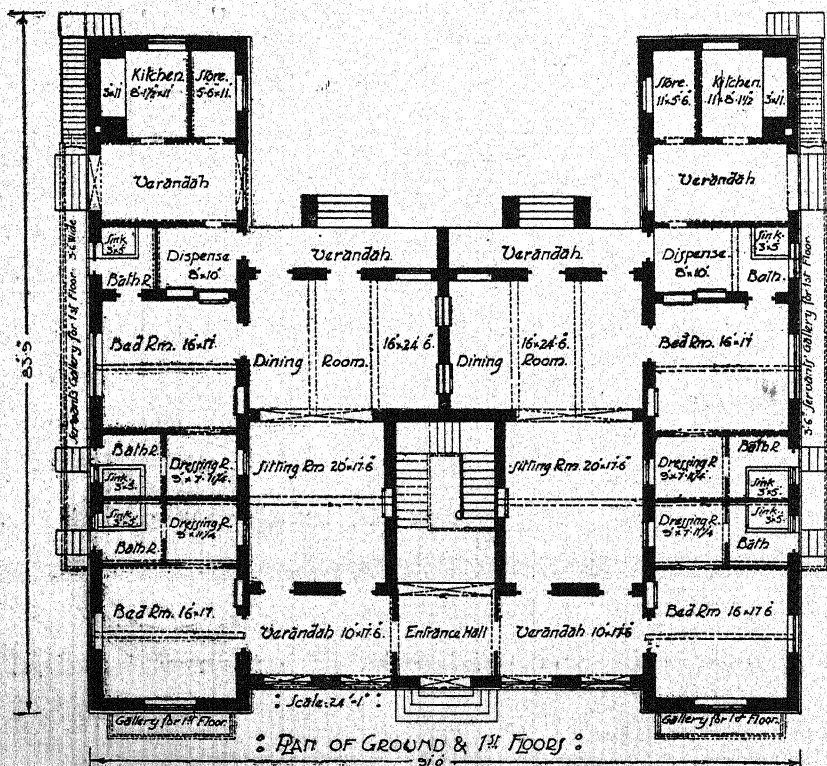 Kitchen
8'-1½"×11'
Store.
5'-6"×11'.
3'×11'
Store.
11'×5'-6".
Kitchen.
11'×8'-1½"
3'×11'.
Verandah
Verandah
Sink
3'×5'.
Bath R
Dispense
8'×10'.
Verandah
Verandah
Dispense
8'×10'.
Sink.
3'×5'.
Bath.
Bed Rm. 16'×17'.
Dining Room.
16'×24'-6".
16'×24'-6".
Dining Room.
Bed Rm. 16'×17'
Servants Gallery for 1st Floor. 3'-6" Wide
3'-6" Servants Gallery for 1st Floor.
83'-9"
Bath R
Sink
3'×5'.
Dressing R.
Sitting Rm. 20'×17'-6"
Sitting Rm. 20'×17'-6"
Dressing R.
Bath R
Sink
3'×5'.
Sink.
3'×5'.
Bath R.
Dressing R.
Dressing R.
Sink.
3'×5'.
Bath
Bed Rm. 16'×17'.
Verandah 10'×17'-6".
Entrance Hall
Verandah 10'×17'-6"
Bed Rm. 16'×17'-6"
: Scale: 24'=1" :
Gallery for 1st Floor.
Gallery for 1st Floor.
: PLAN OF GROUND & 1ST FLOORS :
91'-0"